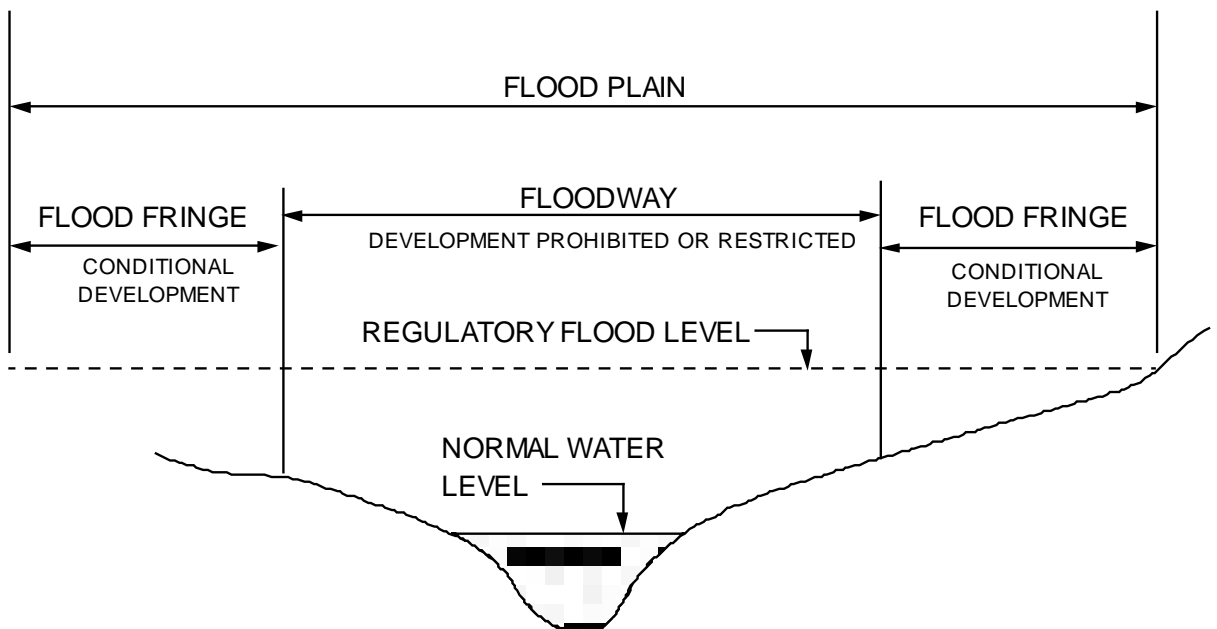 FLOOD PLAIN
FLOOD FRINGE
FLOODWAY
FLOOD FRINGE
DEVELOPMENT PROHIBITED OR RESTRICTED
CONDITIONAL
DEVELOPMENT
CONDITIONAL
DEVELOPMENT
REGULATORY FLOOD LEVEL
NORMAL WATER
LEVEL